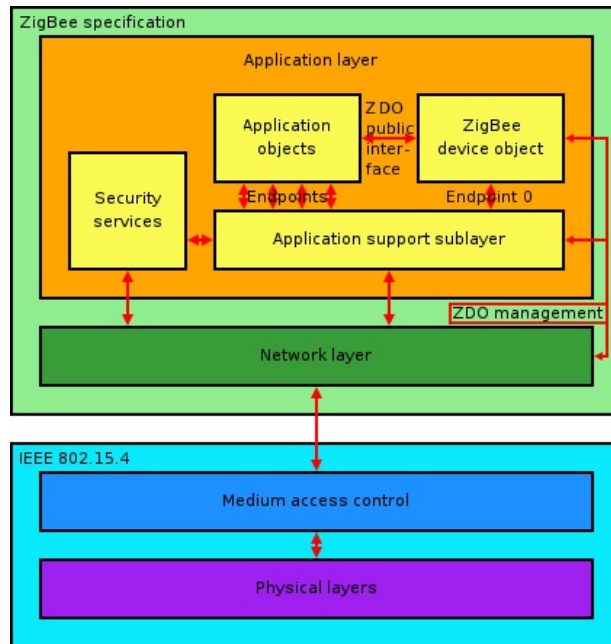 ZigBee specification
Application layer
Application
objects
ZDO
public
inter-
face
ZigBee
device object
Security
services
Endpoints
Endpoint 0
Application support sublayer
ZDO management
Network layer
IEEE 802.15.4
Medium access control
Physical layers